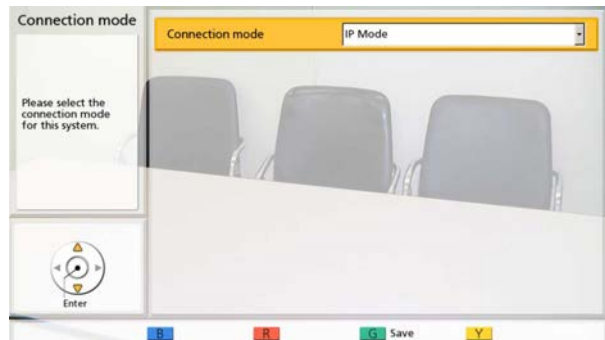 Connection mode
Connection mode IP Mode
Please select the
connection mode
for this system.
Enter
B R G Save Y